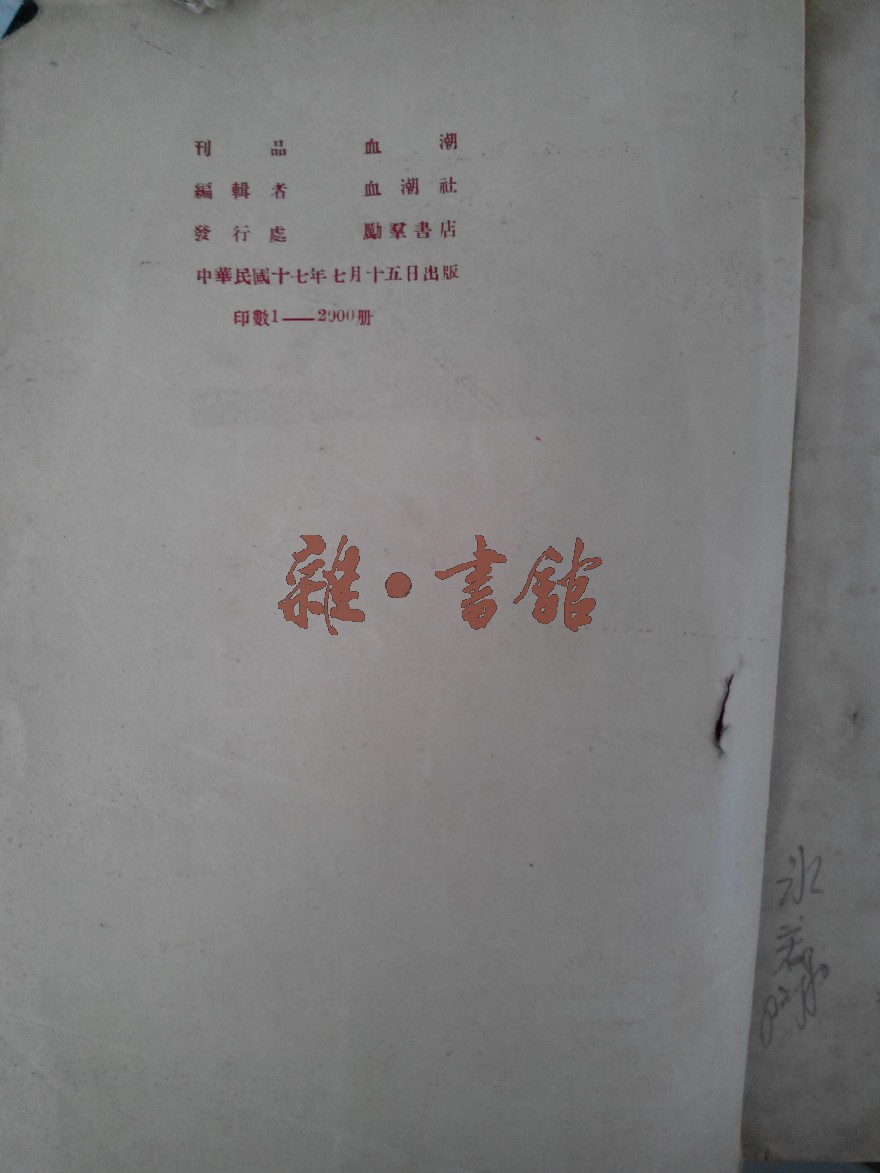 刊品 血潮
編輯者 血潮社
發行處 勵羣書店
中華民國十七年七月十五日出版
印數1——2000册
雜·書館